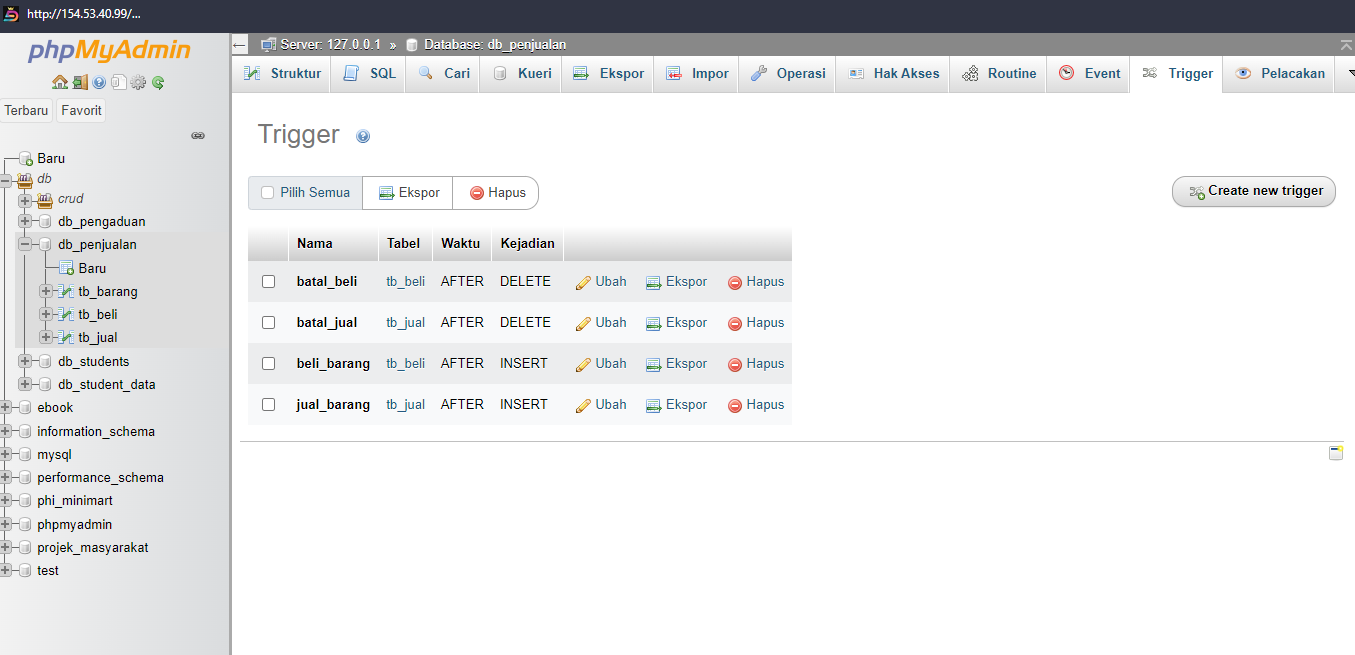 http://154.53.40.99/...
phpMyAdmin
Terbaru Favorit
Baru
db
crud
db_pengaduan
db_penjualan
Baru
tb_barang
tb_beli
tb_jual
db_students
db_student_data
ebook
information_schema
mysql
performance_schema
phi_minimart
phpmyadmin
projek_masyarakat
test
Server: 127.0.0.1 » Database: db_penjualan
Struktur SQL Cari Kueri Ekspor Impor Operasi Hak Akses Routine Event Trigger Pelacakan
Trigger
Pilih Semua Ekspor Hapus Create new trigger
Nama Tabel Waktu Kejadian
batal_beli tb_beli AFTER DELETE Ubah Ekspor Hapus
batal_jual tb_jual AFTER DELETE Ubah Ekspor Hapus
beli_barang tb_beli AFTER INSERT Ubah Ekspor Hapus
jual_barang tb_jual AFTER INSERT Ubah Ekspor Hapus